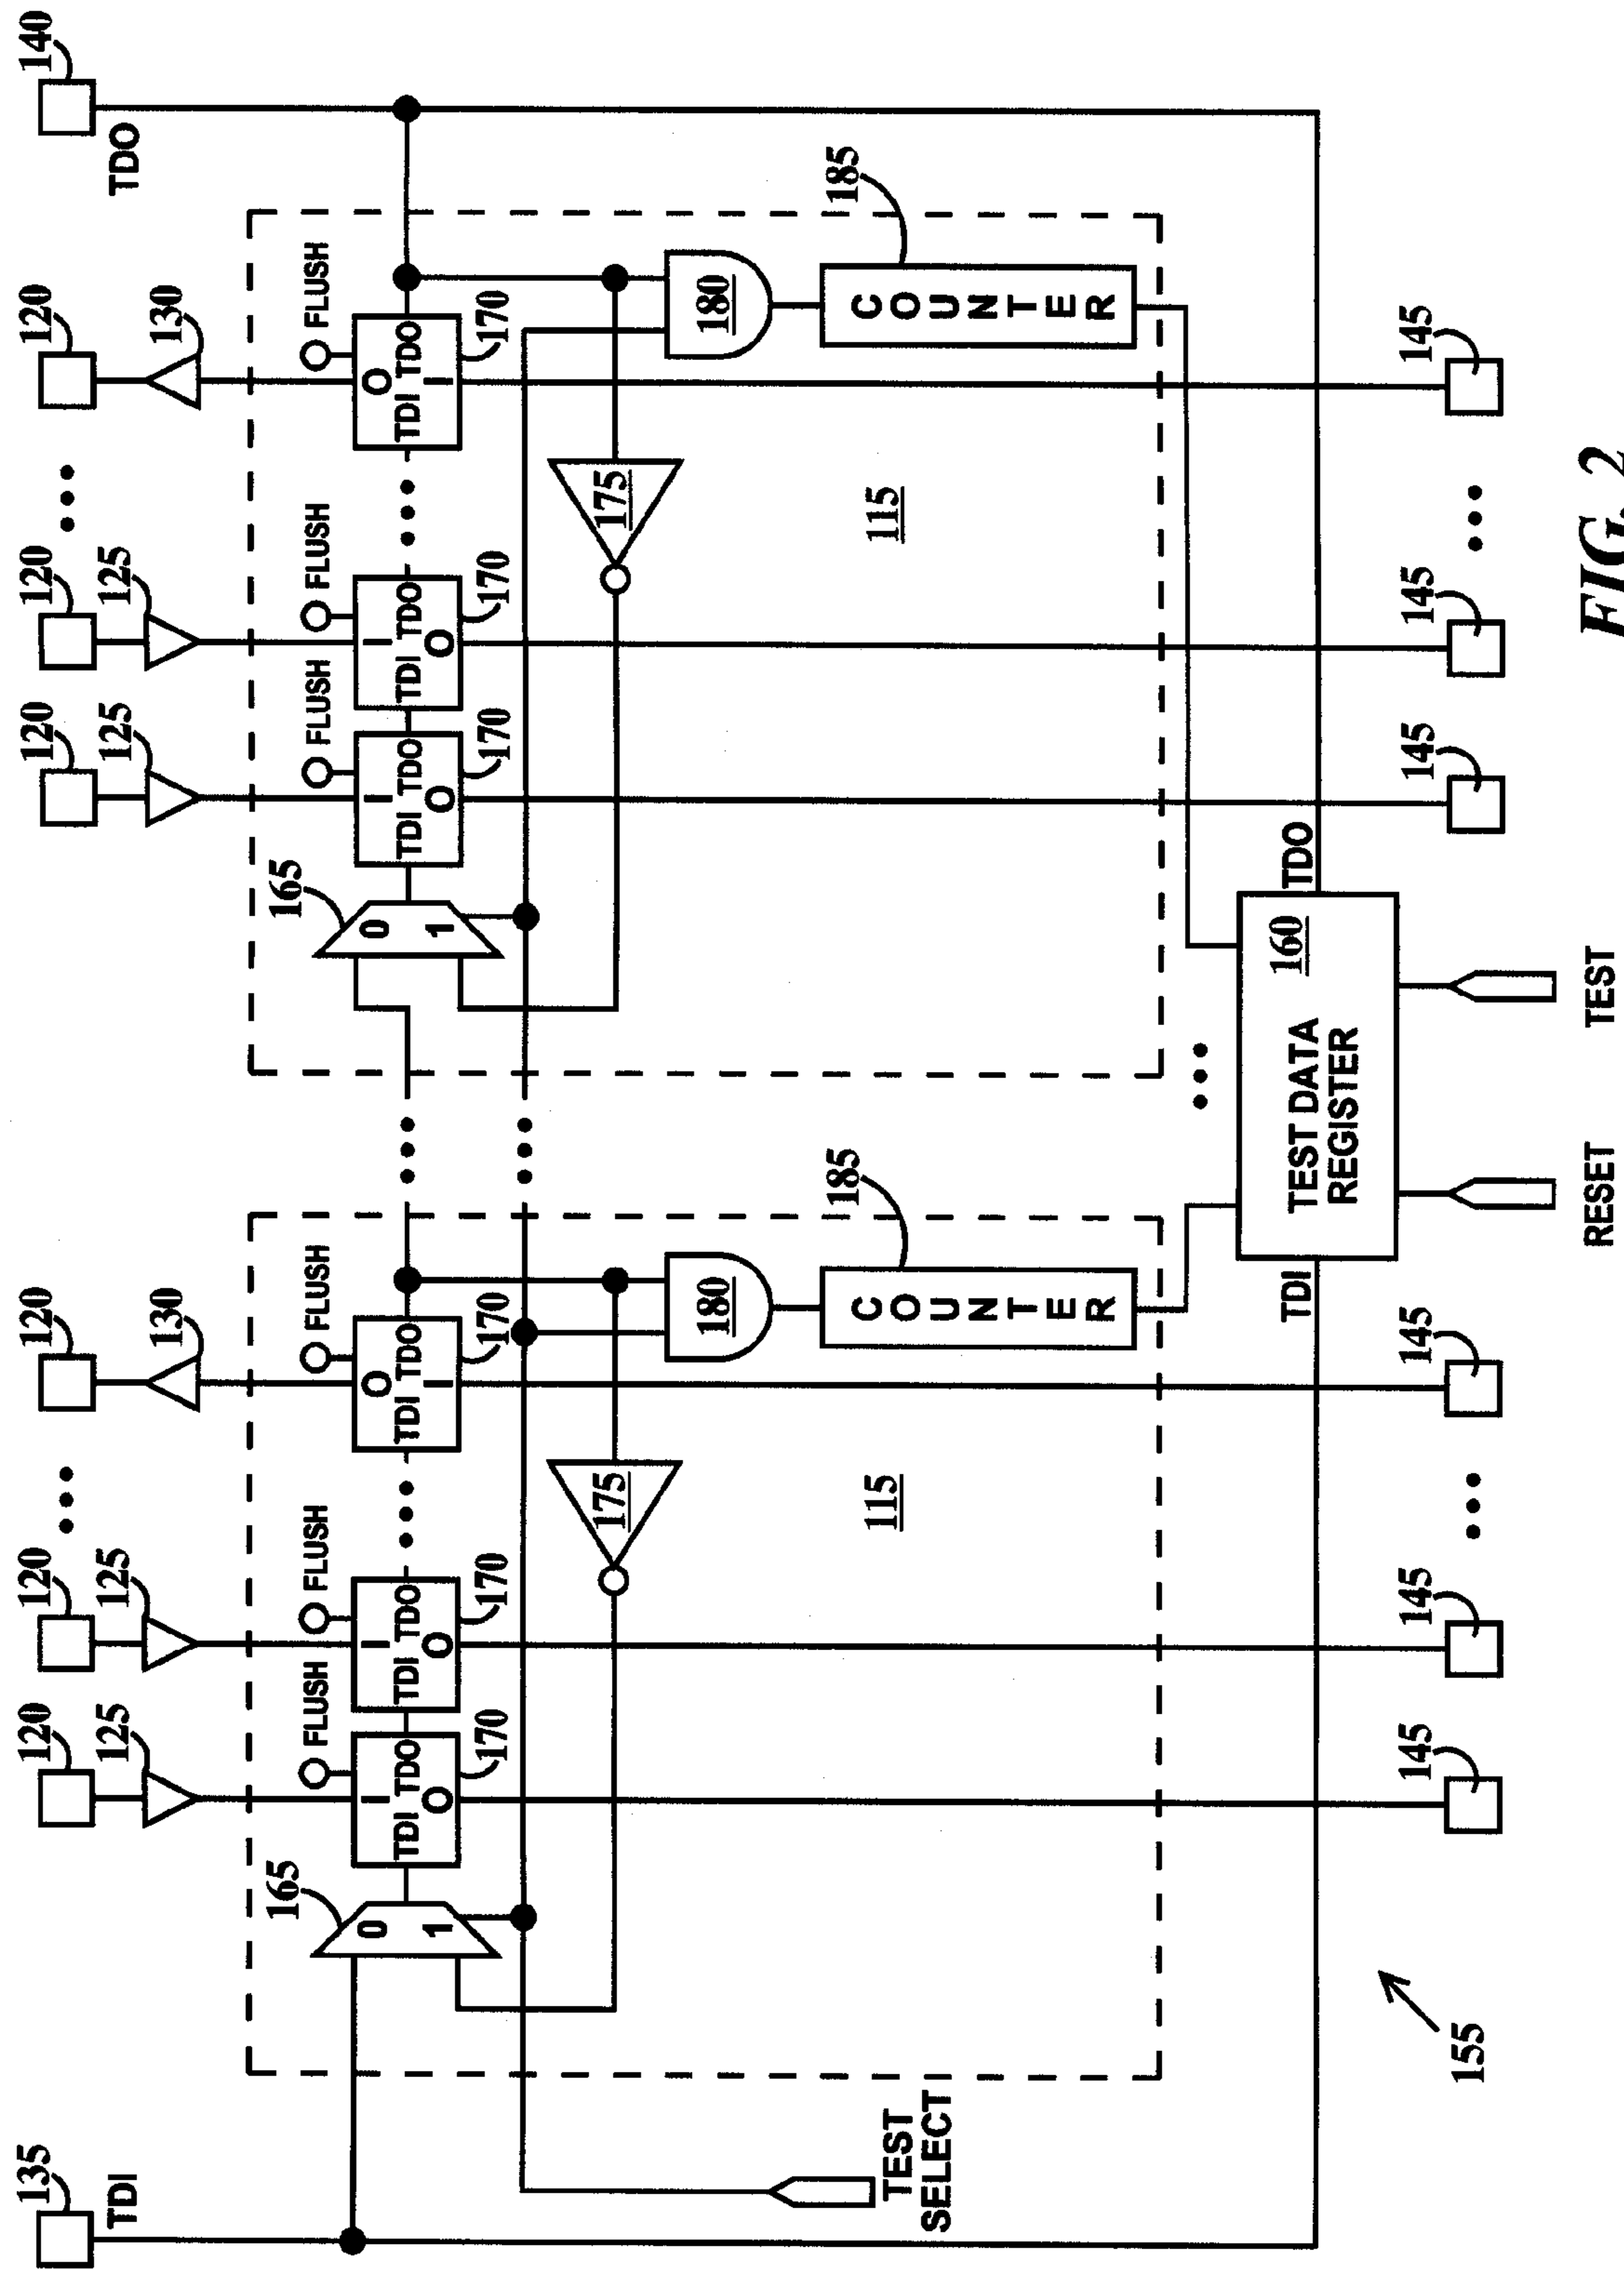 135
120
120
120
120
120
120
140
TDI
125
125
130
125
125
130
TDO
165
FLUSH
FLUSH
FLUSH
165
FLUSH
FLUSH
FLUSH
0
I
I
O
0
I
I
O
TDI TDO
TDI TDO
TDI TDO
TDI TDO
TDI TDO
TDI TDO
1
O
O
I
1
O
O
I
170
170
170
170
170
170
175
175
180
180
185
185
COUNTER
COUNTER
115
115
TEST
SELECT
TDI
160
TDO
TEST DATA
REGISTER
145
145
145
145
145
145
155
RESET
TEST
FIG. 2